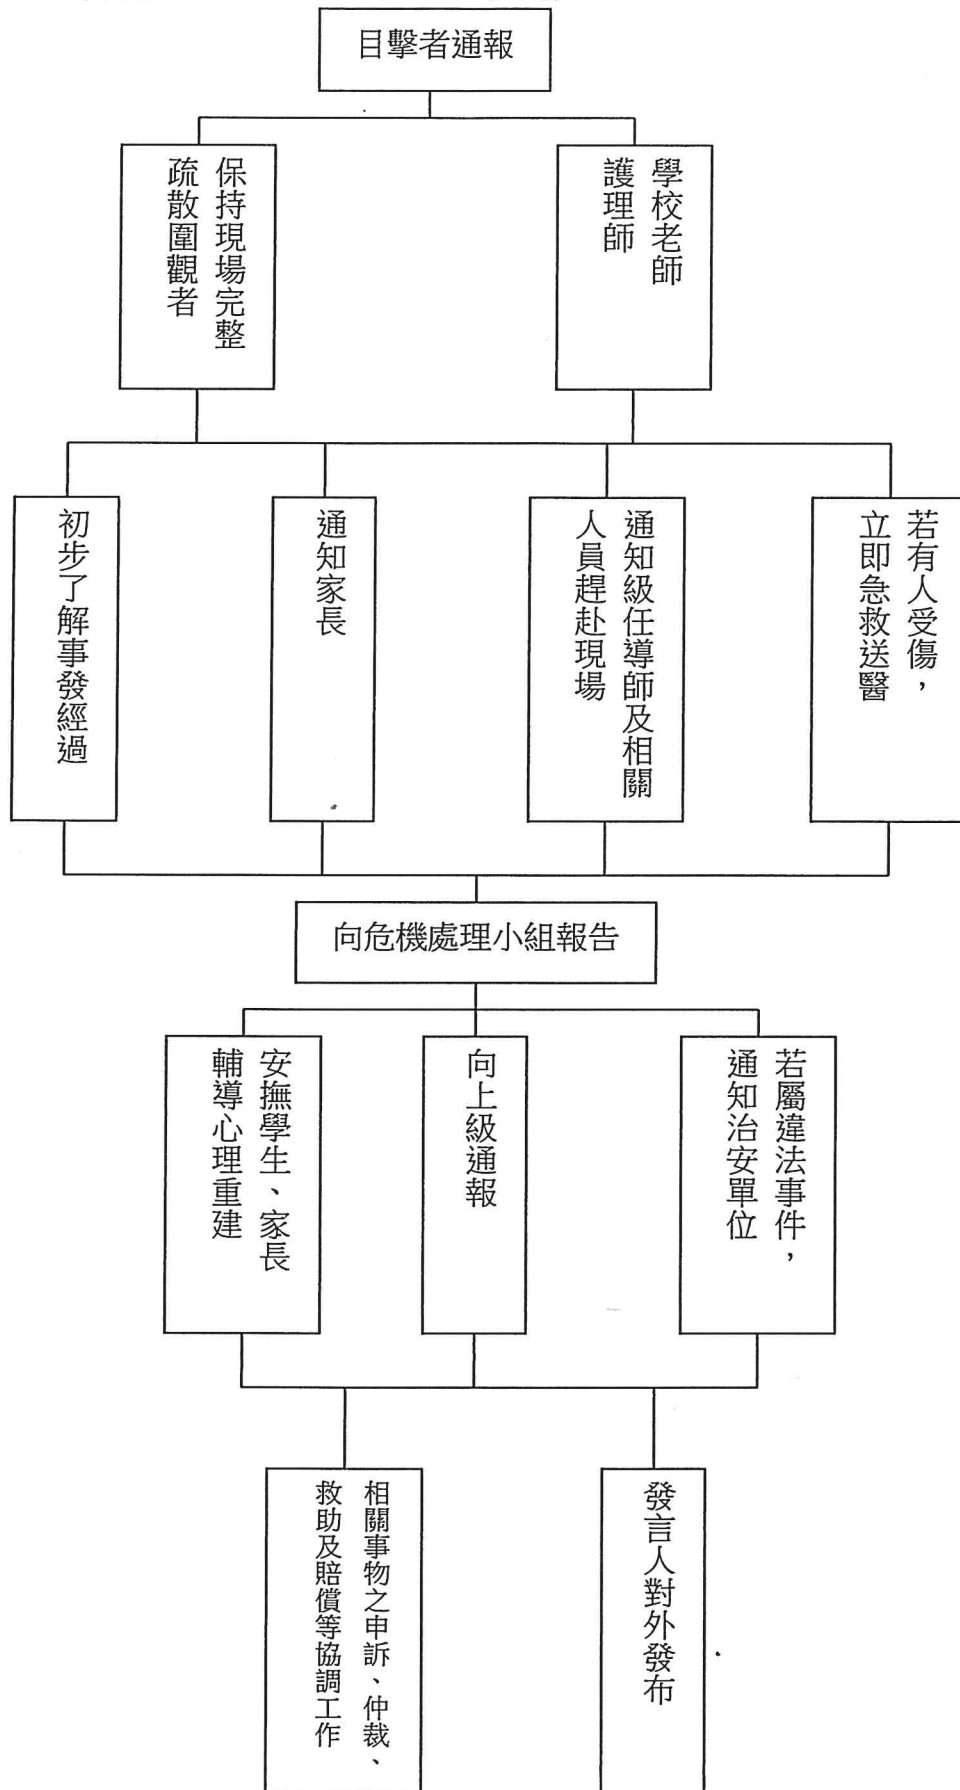 目擊者通報
學校老師
護理師
保持現場完整
疏散圍觀者
若有人受傷，
立即急救送醫
通知級任導師及相關
人員趕赴現場
通知家長
初步了解事發經過
向危機處理小組報告
若屬違法事件，
通知治安單位
向上級通報
安撫學生、家長
輔導心理重建
發言人對外發布
相關事物之申訴、仲裁、
救助及賠償等協調工作